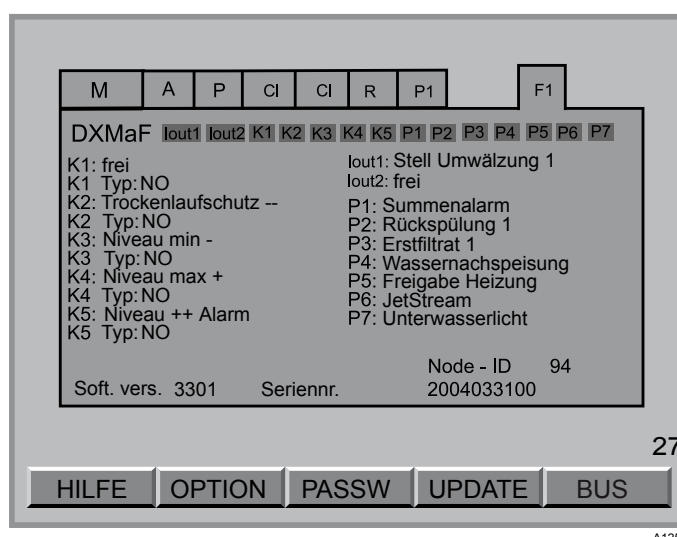 M A P Cl Cl R P1 F1
DXMaF Iout1 Iout2 K1 K2 K3 K4 K5 P1 P2 P3 P4 P5 P6 P7
K1: frei
K1 Typ:NO
K2: Trockenlaufschutz --
K2 Typ:NO
K3: Niveau min -
K3 Typ:NO
K4: Niveau max +
K4 Typ:NO
K5: Niveau ++ Alarm
K5 Typ:NO
Iout1: Stell Umwälzung 1
Iout2: frei
P1: Summenalarm
P2: Rückspülung 1
P3: Erstfiltrat 1
P4: Wassernachspeisung
P5: Freigabe Heizung
P6: JetStream
P7: Unterwasserlicht
Node - ID 94
Soft. vers. 3301 Seriennr. 2004033100
27
HILFE OPTION PASSW UPDATE BUS